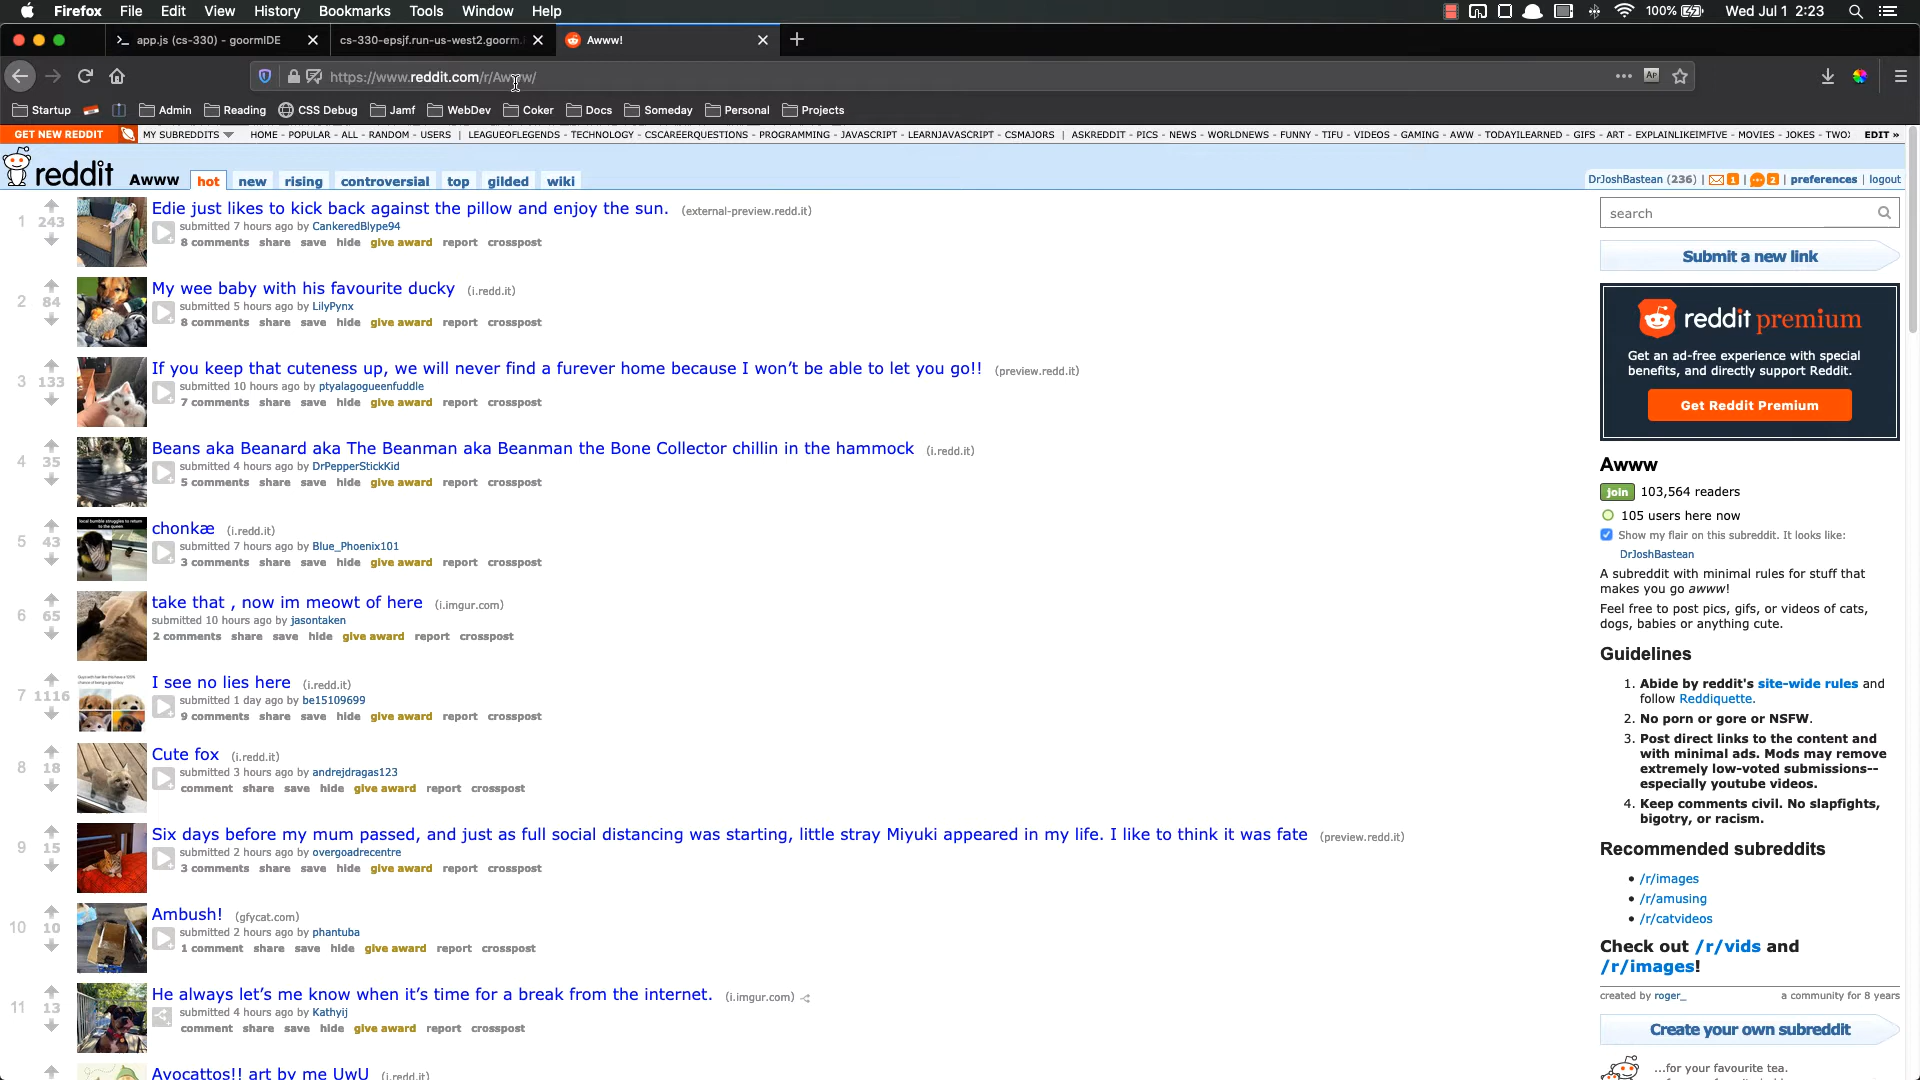 Firefox File Edit View History Bookmarks Tools Window Help 100% Wed Jul 1 2:23
app.js (cs-330) - goormIDE cs-330-epsjf.run-us-west2.goorm. Awww!
https://www.reddit.com/r/Awww/
Startup Admin Reading CSS Debug Jamf WebDev Coker Docs Someday Personal Projects
GET NEW REDDIT MY SUBREDDITS HOME - POPULAR - ALL - RANDOM - USERS | LEAGUEOFLEGENDS - TECHNOLOGY - CSCAREERQUESTIONS - PROGRAMMING - JAVASCRIPT - LEARNJAVASCRIPT - CSMAJORS | ASKREDDIT - PICS - NEWS - WORLDNEWS - FUNNY - TIFU - VIDEOS - GAMING - AWW - TODAYILEARNED - GIFS - ART - EXPLAINLIKEIMFIVE - MOVIES - JOKES - TWO EDIT »
reddit Awww hot new rising controversial top gilded wiki
DrJoshBastean (236) | 1 | 2 | preferences | logout
1 243 Edie just likes to kick back against the pillow and enjoy the sun. (external-preview.redd.it)
submitted 7 hours ago by CankeredBlype94
8 comments share save hide give award report crosspost
2 84 My wee baby with his favourite ducky (i.redd.it)
submitted 5 hours ago by LilyPynx
8 comments share save hide give award report crosspost
3 133 If you keep that cuteness up, we will never find a furever home because I won’t be able to let you go!! (preview.redd.it)
submitted 10 hours ago by ptyalagogueenfuddle
7 comments share save hide give award report crosspost
4 35 Beans aka Beanard aka The Beanman aka Beanman the Bone Collector chillin in the hammock (i.redd.it)
submitted 4 hours ago by DrPepperStickKid
5 comments share save hide give award report crosspost
5 43 chonkæ (i.redd.it)
submitted 7 hours ago by Blue_Phoenix101
3 comments share save hide give award report crosspost
6 65 take that , now im meowt of here (i.imgur.com)
submitted 10 hours ago by jasontaken
2 comments share save hide give award report crosspost
7 1116 I see no lies here (i.redd.it)
submitted 1 day ago by be15109699
9 comments share save hide give award report crosspost
8 18 Cute fox (i.redd.it)
submitted 3 hours ago by andrejdragas123
comment share save hide give award report crosspost
9 15 Six days before my mum passed, and just as full social distancing was starting, little stray Miyuki appeared in my life. I like to think it was fate (preview.redd.it)
submitted 2 hours ago by overgoadrecentre
3 comments share save hide give award report crosspost
10 10 Ambush! (gfycat.com)
submitted 2 hours ago by phantuba
1 comment share save hide give award report crosspost
11 13 He always let’s me know when it’s time for a break from the internet. (i.imgur.com)
submitted 4 hours ago by Kathyij
comment share save hide give award report crosspost
Avocattos!! art by me UwU (i.redd.it)
search
Submit a new link
reddit premium
Get an ad-free experience with special
benefits, and directly support Reddit.
Get Reddit Premium
Awww
join 103,564 readers
105 users here now
Show my flair on this subreddit. It looks like:
DrJoshBastean
A subreddit with minimal rules for stuff that
makes you go awww!
Feel free to post pics, gifs, or videos of cats,
dogs, babies or anything cute.
Guidelines
1. Abide by reddit's site-wide rules and
follow Reddiquette.
2. No porn or gore or NSFW.
3. Post direct links to the content and
with minimal ads. Mods may remove
extremely low-voted submissions--
especially youtube videos.
4. Keep comments civil. No slapfights,
bigotry, or racism.
Recommended subreddits
/r/images
/r/amusing
/r/catvideos
Check out /r/vids and
/r/images!
created by roger_ a community for 8 years
Create your own subreddit
...for your favourite tea.